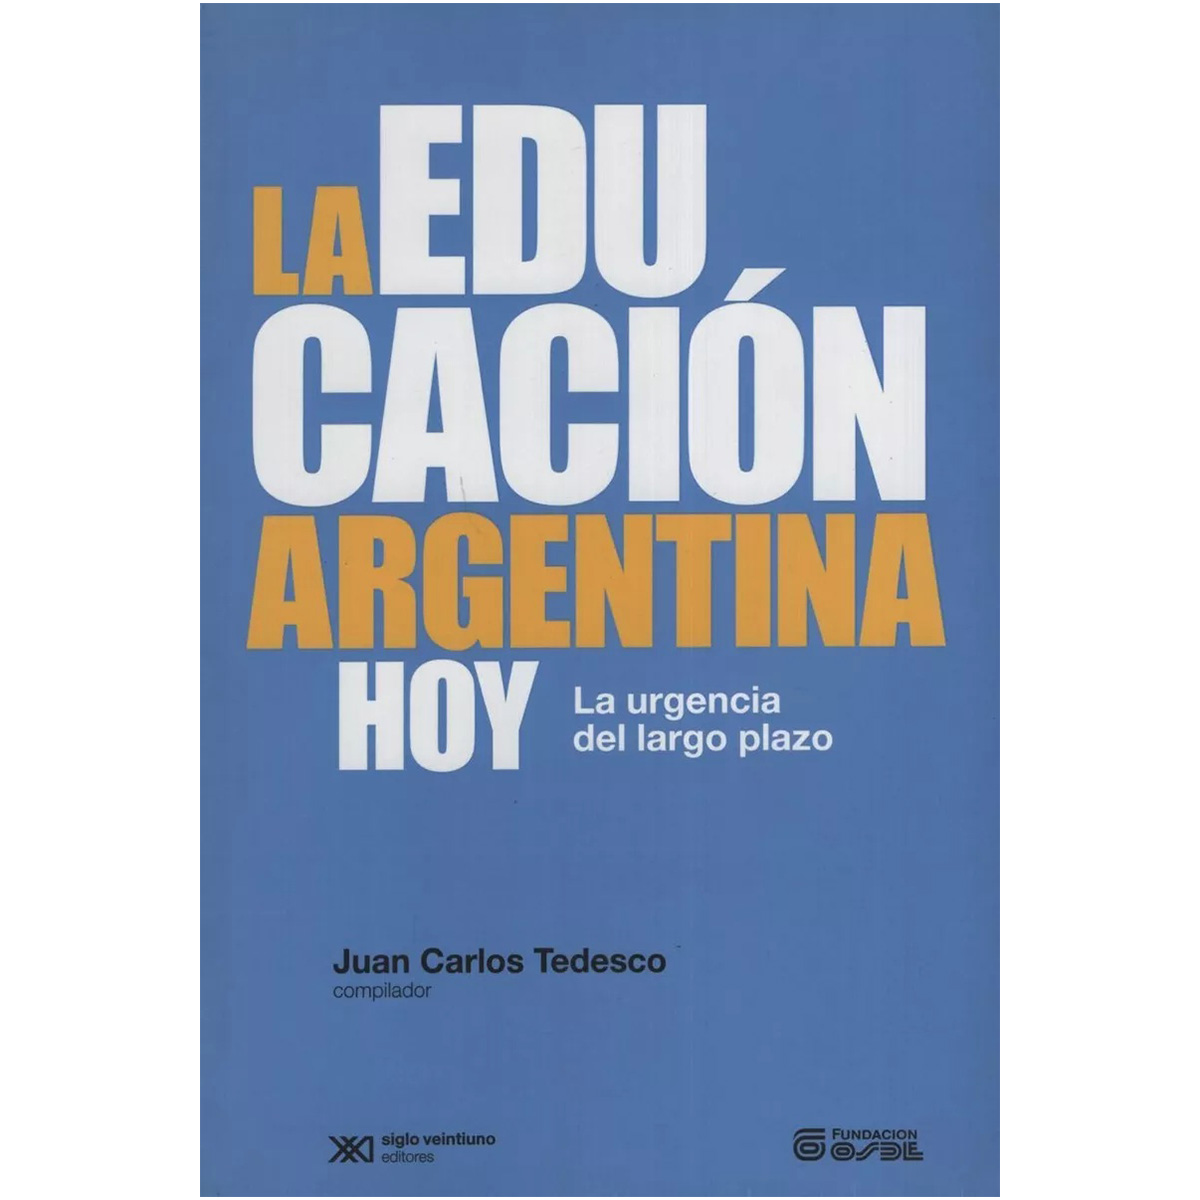 LA EDU
CACIÓN
ARGENTINA
HOY
La urgencia
del largo plazo
Juan Carlos Tedesco
compilador
siglo veintiuno
editores
FUNDACION
OSDE